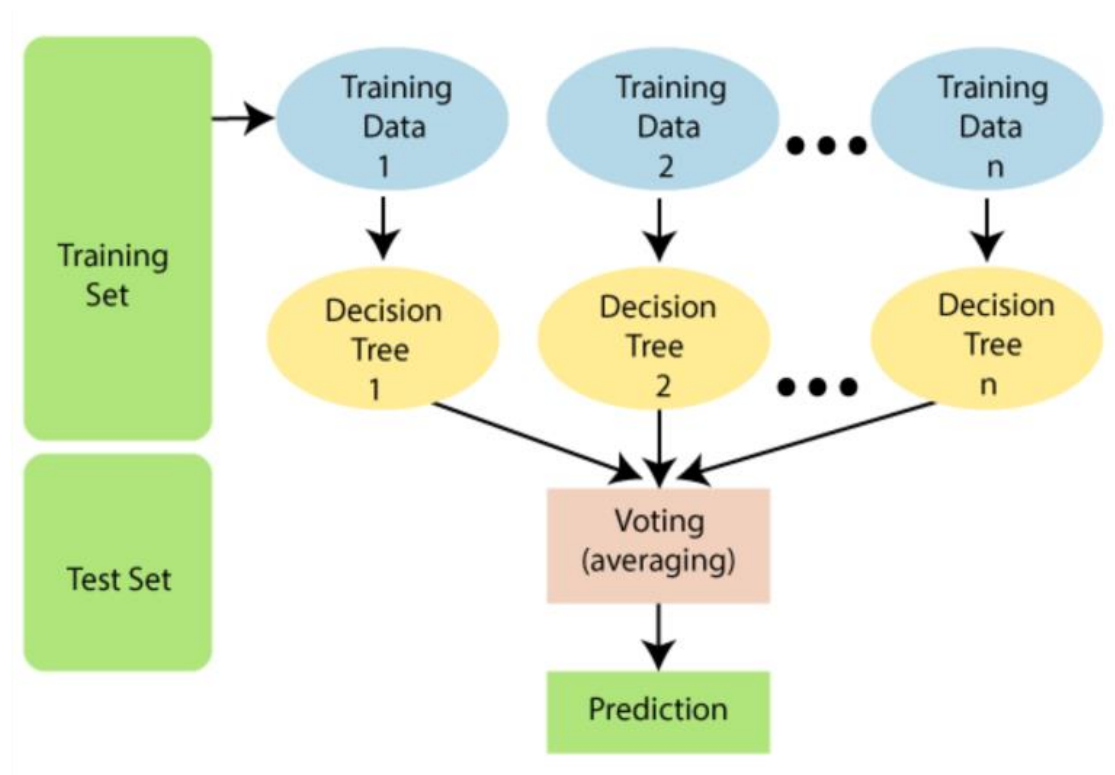 Training
Data
1
Training
Data
2
Training
Data
n
Training
Set
Decision
Tree
1
Decision
Tree
2
Decision
Tree
n
Voting
(averaging)
Test Set
Prediction